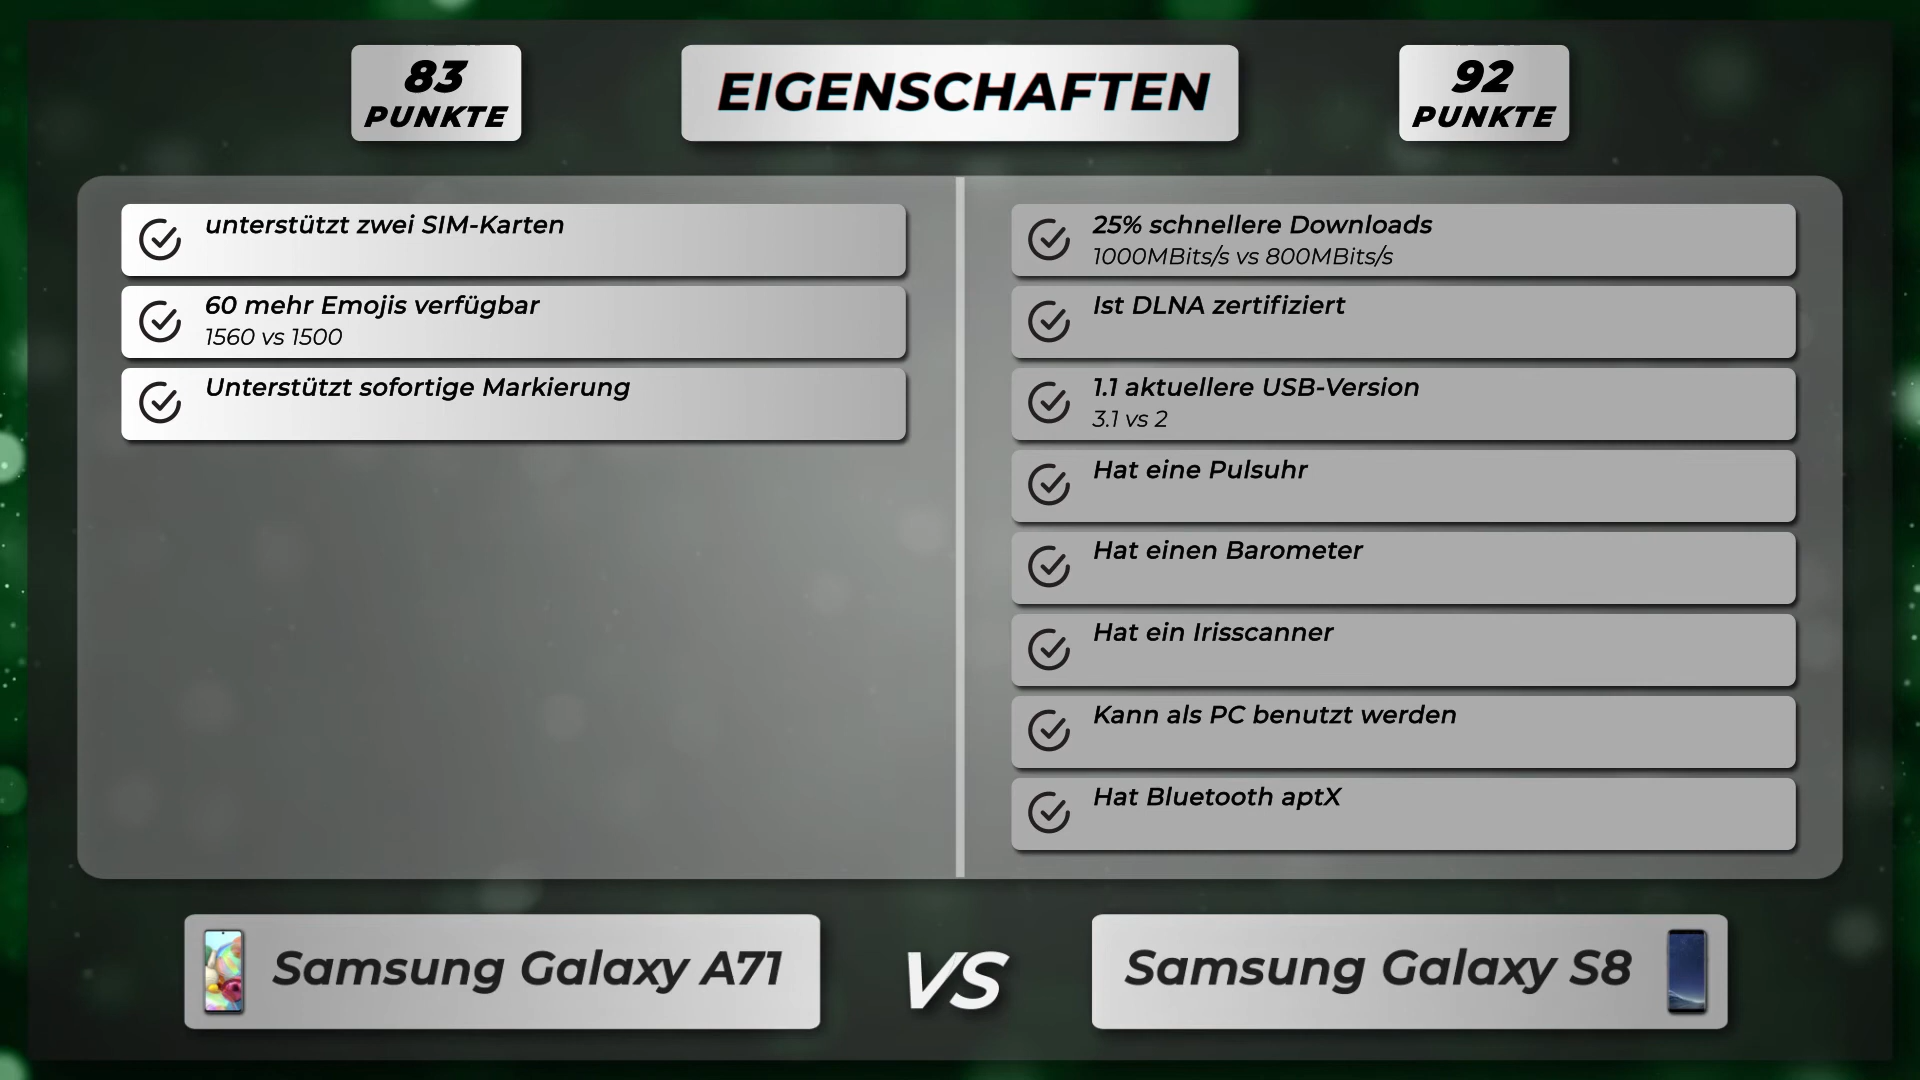 83
PUNKTE
EIGENSCHAFTEN
92
PUNKTE
unterstützt zwei SIM-Karten
60 mehr Emojis verfügbar
1560 vs 1500
Unterstützt sofortige Markierung
25% schnellere Downloads
1000MBits/s vs 800MBits/s
Ist DLNA zertifiziert
1.1 aktuellere USB-Version
3.1 vs 2
Hat eine Pulsuhr
Hat einen Barometer
Hat ein Irisscanner
Kann als PC benutzt werden
Hat Bluetooth aptX
Samsung Galaxy A71
VS
Samsung Galaxy S8